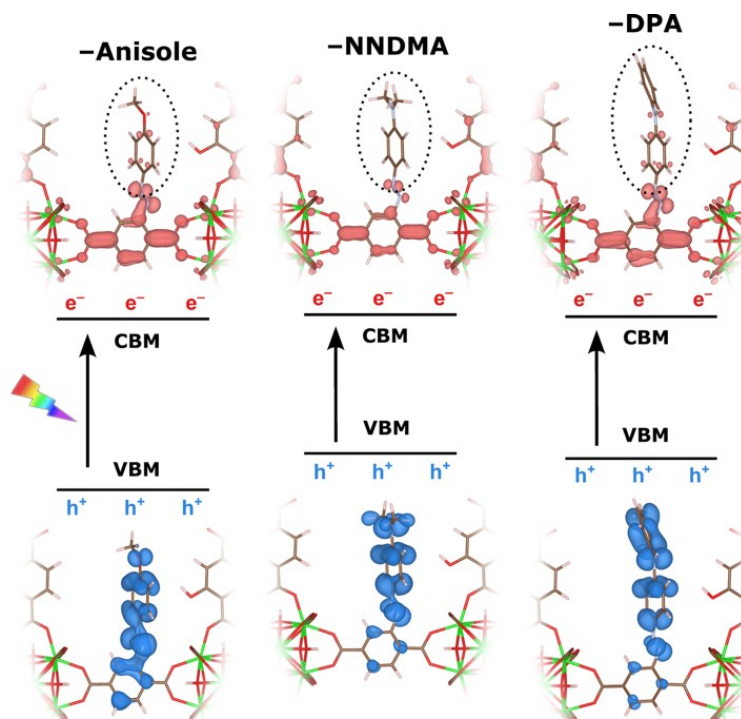 –Anisole
–NNDMA
–DPA
e⁻ e⁻ e⁻
e⁻ e⁻ e⁻
e⁻ e⁻ e⁻
CBM
CBM
CBM
VBM
VBM
VBM
h⁺ h⁺ h⁺
h⁺ h⁺ h⁺
h⁺ h⁺ h⁺